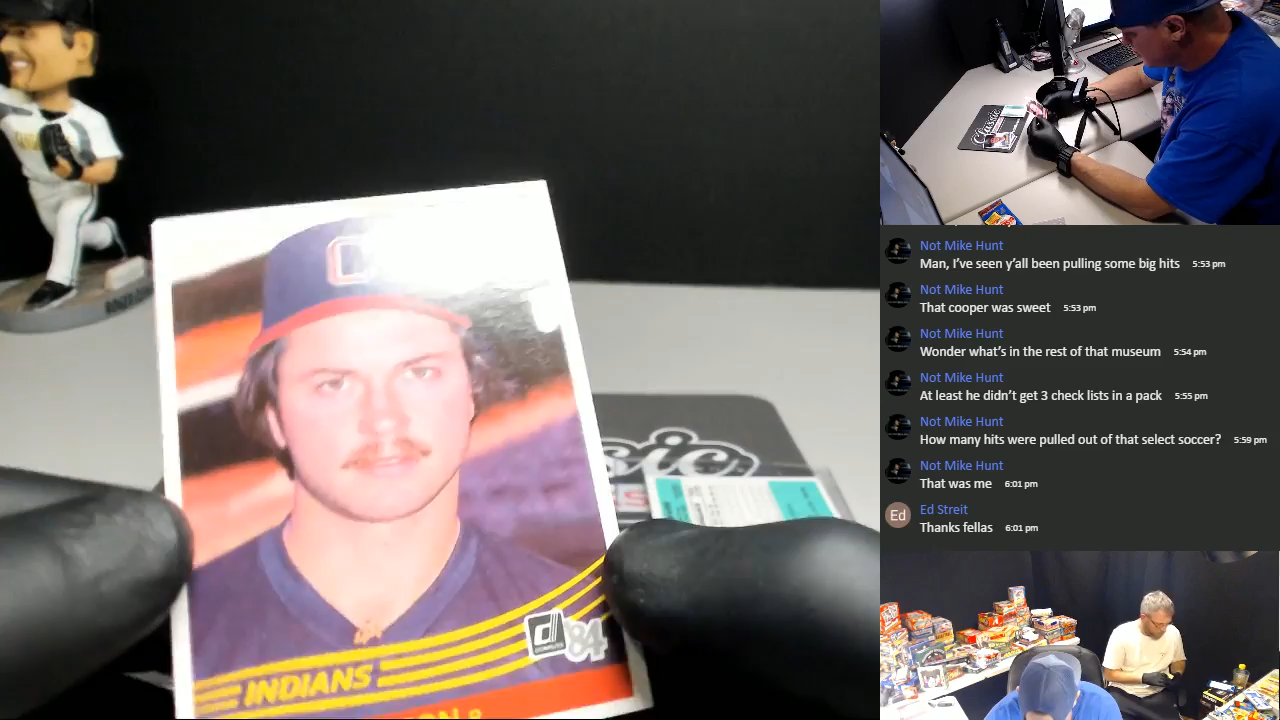 C
INDIANS
84
Classic
Not Mike Hunt
Man, I've seen y'all been pulling some big hits 5:53 pm
Not Mike Hunt
That cooper was sweet 5:53 pm
Not Mike Hunt
Wonder what's in the rest of that museum 5:54 pm
Not Mike Hunt
At least he didn't get 3 check lists in a pack 5:55 pm
Not Mike Hunt
How many hits were pulled out of that select soccer? 5:59 pm
Not Mike Hunt
That was me 6:01 pm
Ed
Ed Streit
Thanks fellas 6:01 pm